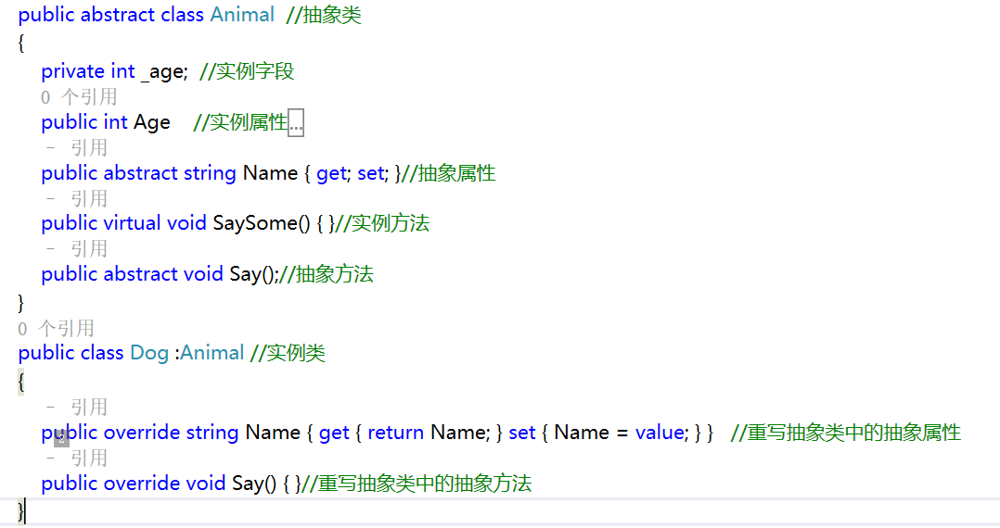 public abstract class Animal //抽象类
{
private int _age; //实例字段
0 个引用
public int Age //实例属性...
- 引用
public abstract string Name { get; set; }//抽象属性
- 引用
public virtual void SaySome() { }//实例方法
- 引用
public abstract void Say();//抽象方法
}
0 个引用
public class Dog :Animal //实例类
{
- 引用
public override string Name { get { return Name; } set { Name = value; } } //重写抽象类中的抽象属性
- 引用
public override void Say() { }//重写抽象类中的抽象方法
}